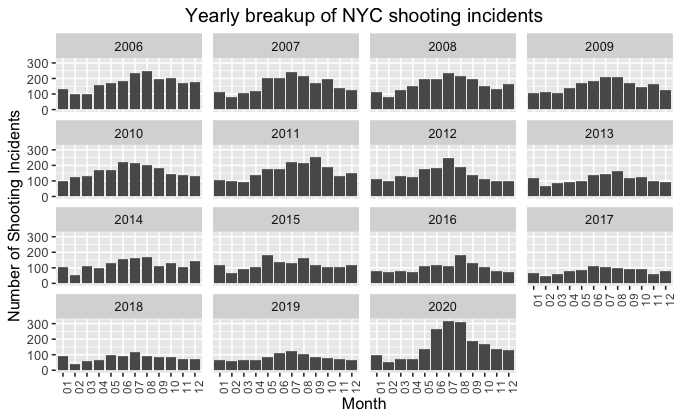 Yearly breakup of NYC shooting incidents
2006 2007 2008 2009
300
200
100
0
2010 2011 2012 2013
300
200
100
0
2014 2015 2016 2017
300
200
100
0
01 02 03 04 05 06 07 08 09 10 11 12
2018 2019 2020
300
200
100
0
01 02 03 04 05 06 07 08 09 10 11 12 01 02 03 04 05 06 07 08 09 10 11 12 01 02 03 04 05 06 07 08 09 10 11 12
Number of Shooting Incidents
Month